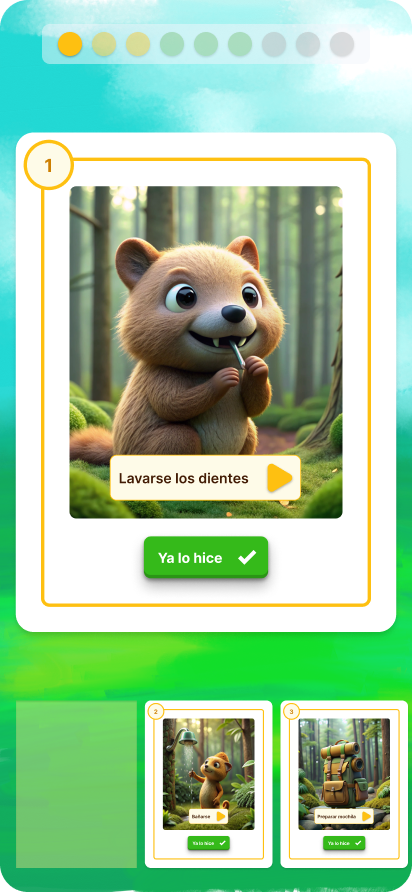 1
Lavarse los dientes
Ya lo hice
2
Bañarse
Ya lo hice
3
Preparar mochila
Ya lo hice